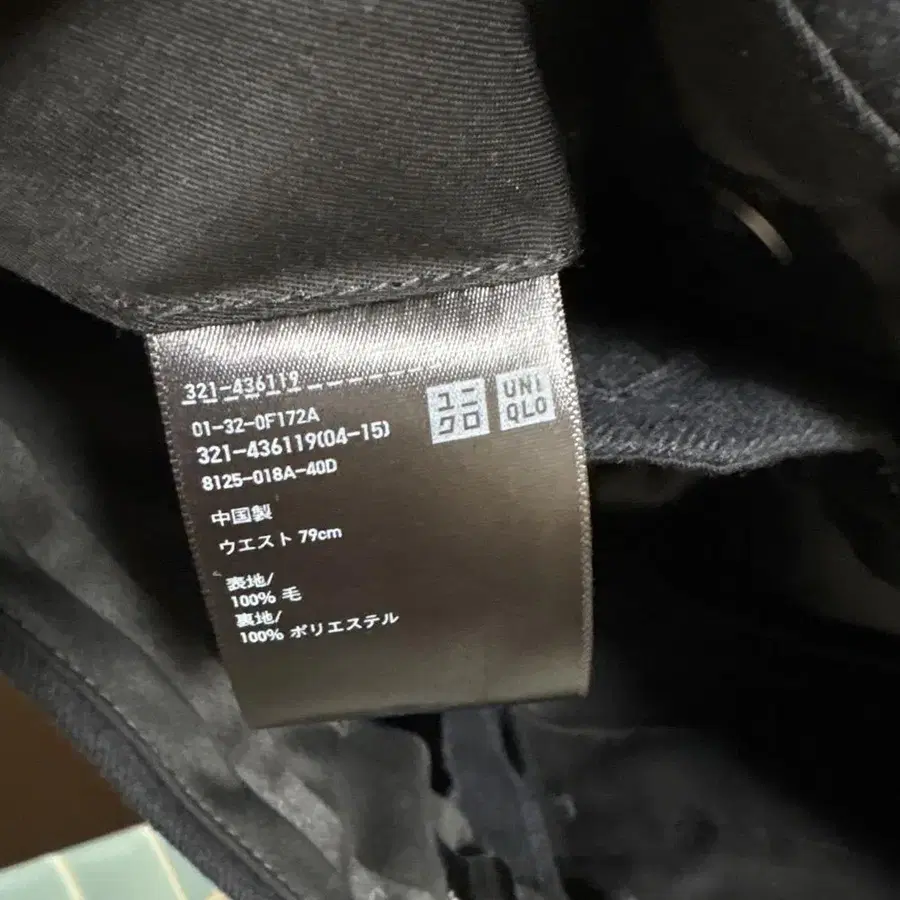 321-436119
ユニ
クロ
UNI
QLO
01-32-0F172A
321-436119(04-15)
8125-018A-40D
中国製
ウエスト 79cm
表地/
100% 毛
裏地/
100% ポリエステル